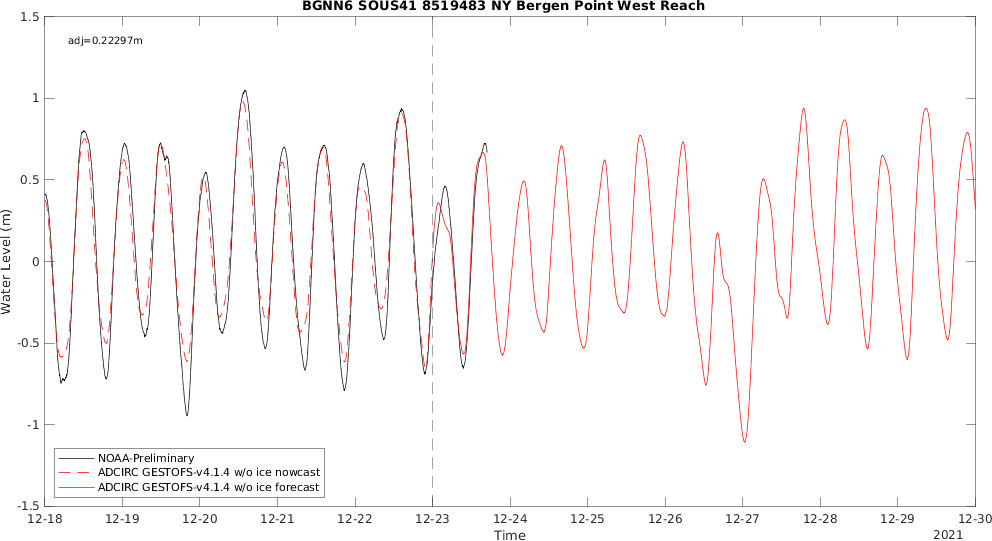 BGNN6 SOUS41 8519483 NY Bergen Point West Reach
1.5
adj=0.22297m
1
0.5
0
-0.5
-1
-1.5
Water Level (m)
NOAA-Preliminary
ADCIRC GESTOFS-v4.1.4 w/o ice nowcast
ADCIRC GESTOFS-v4.1.4 w/o ice forecast
12-18 12-19 12-20 12-21 12-22 12-23 12-24 12-25 12-26 12-27 12-28 12-29 12-30
Time
2021